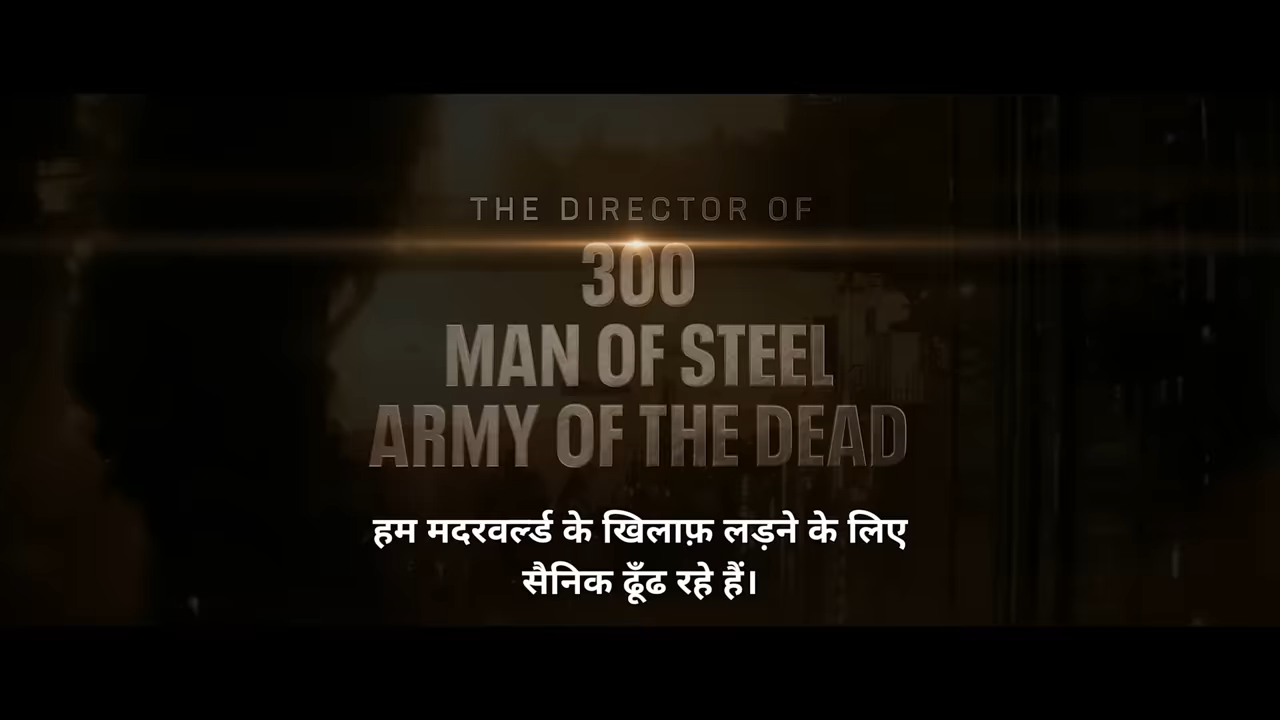 THE DIRECTOR OF
300
MAN OF STEEL
ARMY OF THE DEAD
हम मदरवर्ल्ड के खिलाफ़ लड़ने के लिए
सैनिक ढूँढ रहे हैं।